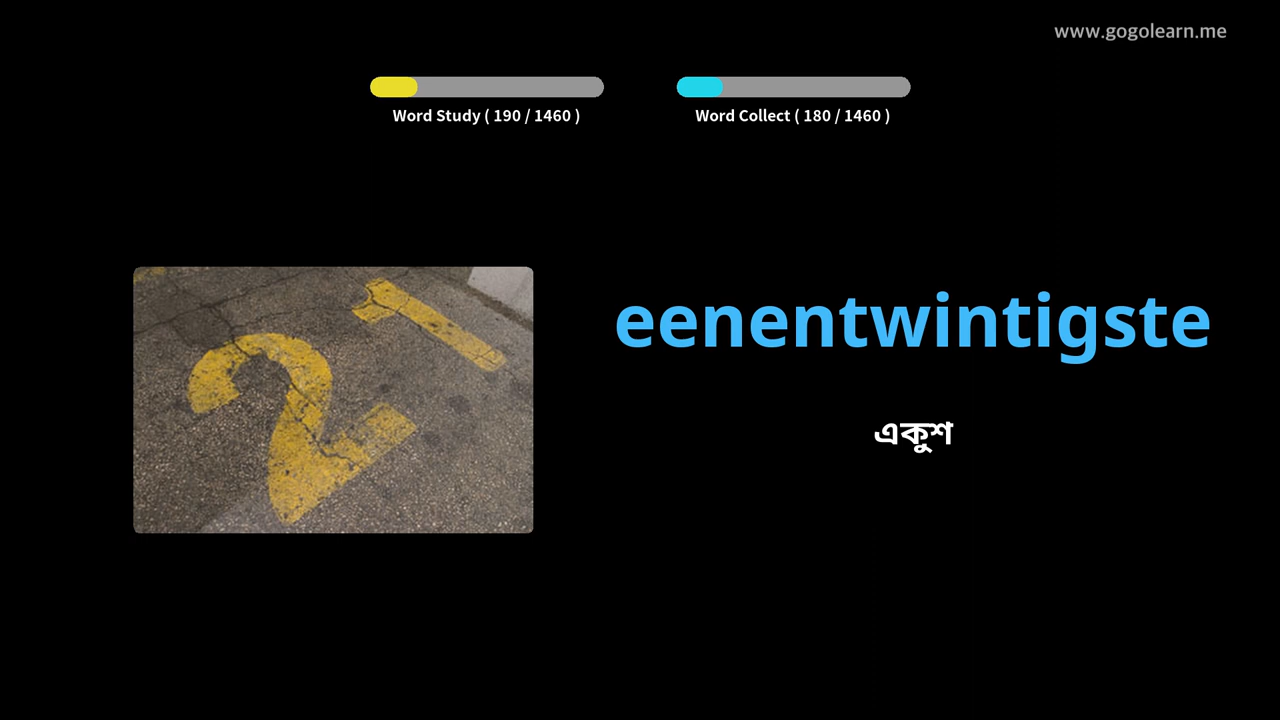 www.gogolearn.me
Word Study ( 190 / 1460 )
Word Collect ( 180 / 1460 )
21
eenentwintigste
একুশ